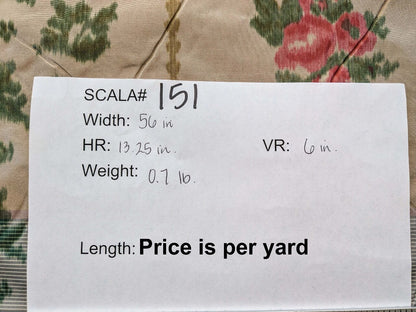 SCALA# 151
Width: 56 in
HR: 13.25 in. VR: 6 in.
Weight: 0.7 lb.
Length: Price is per yard